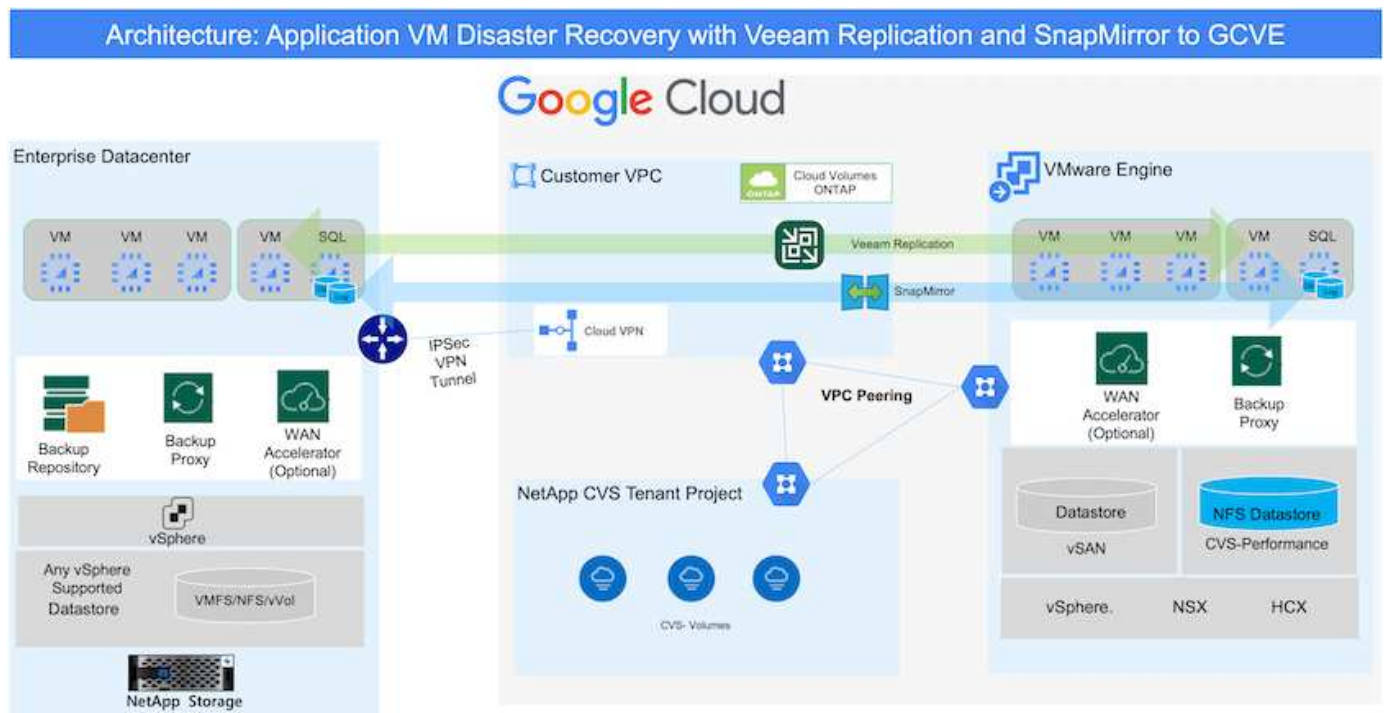 Architecture: Application VM Disaster Recovery with Veeam Replication and SnapMirror to GCVE
Google Cloud
Enterprise Datacenter
VM
VM
VM
VM
SQL
IPSec
VPN
Tunnel
Backup
Repository
Backup
Proxy
WAN
Accelerator
(Optional)
vSphere
Any vSphere
Supported
Datastore
VMFS/NFS/vVol
NetApp Storage
Customer VPC
ONTAP
Cloud Volumes
ONTAP
Veeam Replication
SnapMirror
Cloud VPN
VPC Peering
NetApp CVS Tenant Project
CVS- Volumes
VMware Engine
VM
VM
VM
VM
SQL
WAN
Accelerator
(Optional)
Backup
Proxy
Datastore
vSAN
NFS Datastore
CVS-Performance
vSphere.
NSX
HCX